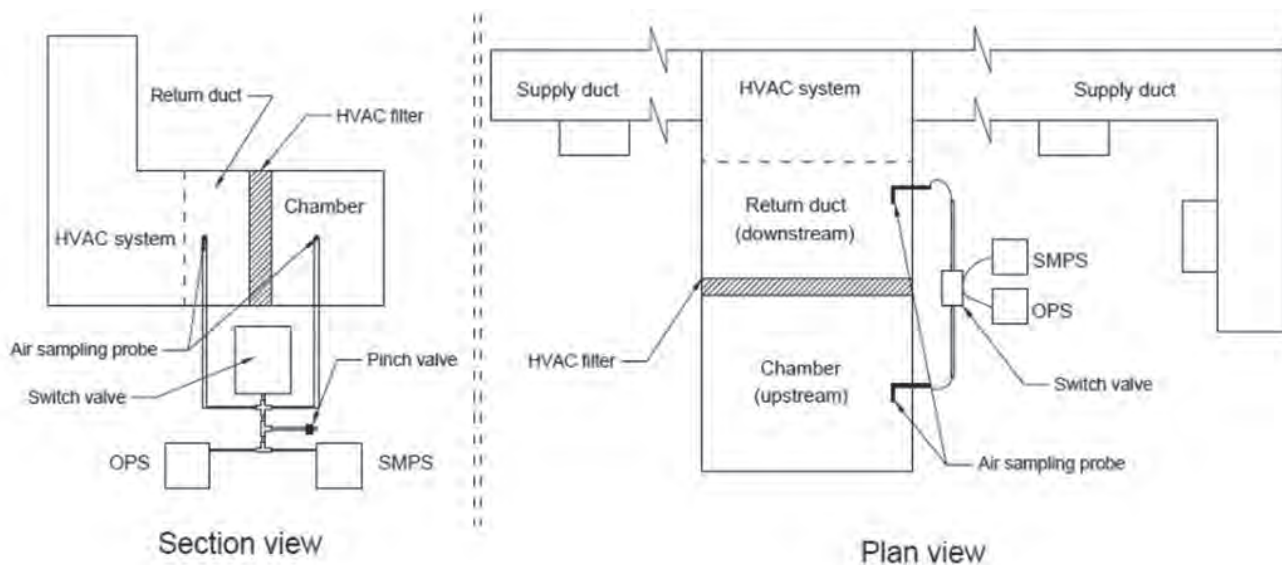 Return duct
HVAC filter
Chamber
HVAC system
Air sampling probe
Pinch valve
Switch valve
OPS
SMPS
Section view
Supply duct
HVAC system
Supply duct
Return duct
(downstream)
SMPS
OPS
HVAC filter
Chamber
(upstream)
Switch valve
Air sampling probe
Plan view